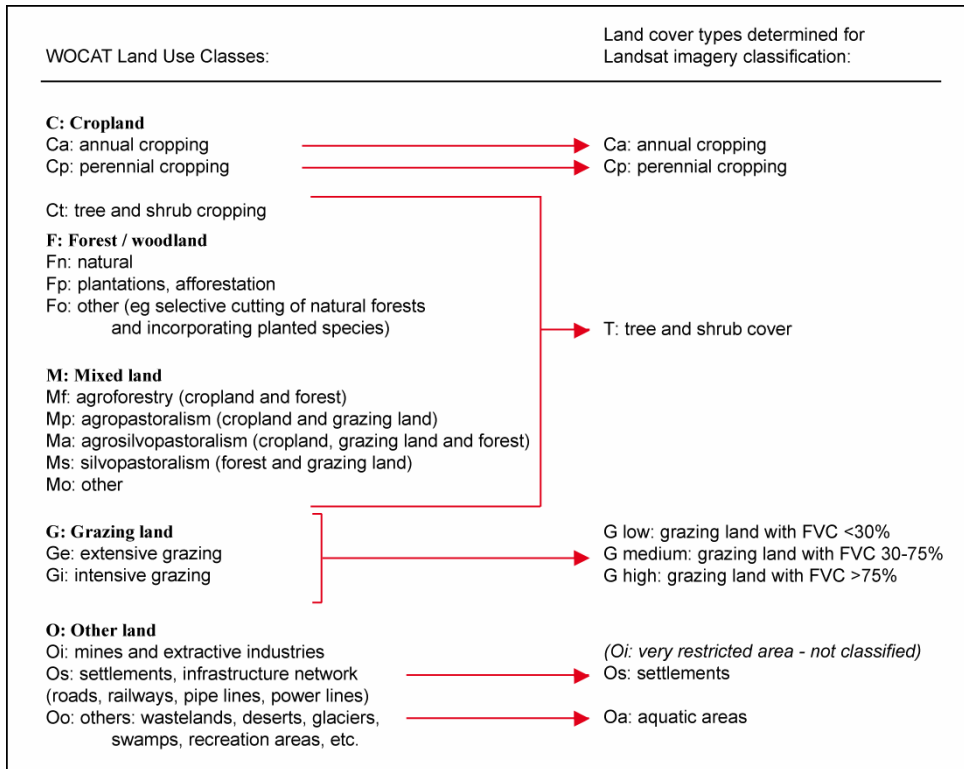 WOCAT Land Use Classes:
Land cover types determined for
Landsat imagery classification:
C: Cropland
Ca: annual cropping
Ca: annual cropping
Cp: perennial cropping
Cp: perennial cropping
Ct: tree and shrub cropping
F: Forest / woodland
Fn: natural
Fp: plantations, afforestation
Fo: other (eg selective cutting of natural forests
and incorporating planted species)
T: tree and shrub cover
M: Mixed land
Mf: agroforestry (cropland and forest)
Mp: agropastoralism (cropland and grazing land)
Ma: agrosilvopastoralism (cropland, grazing land and forest)
Ms: silvopastoralism (forest and grazing land)
Mo: other
G: Grazing land
Ge: extensive grazing
Gi: intensive grazing
G low: grazing land with FVC <30%
G medium: grazing land with FVC 30-75%
G high: grazing land with FVC >75%
O: Other land
Oi: mines and extractive industries
(Oi: very restricted area - not classified)
Os: settlements, infrastructure network
(roads, railways, pipe lines, power lines)
Os: settlements
Oo: others: wastelands, deserts, glaciers,
swamps, recreation areas, etc.
Oa: aquatic areas